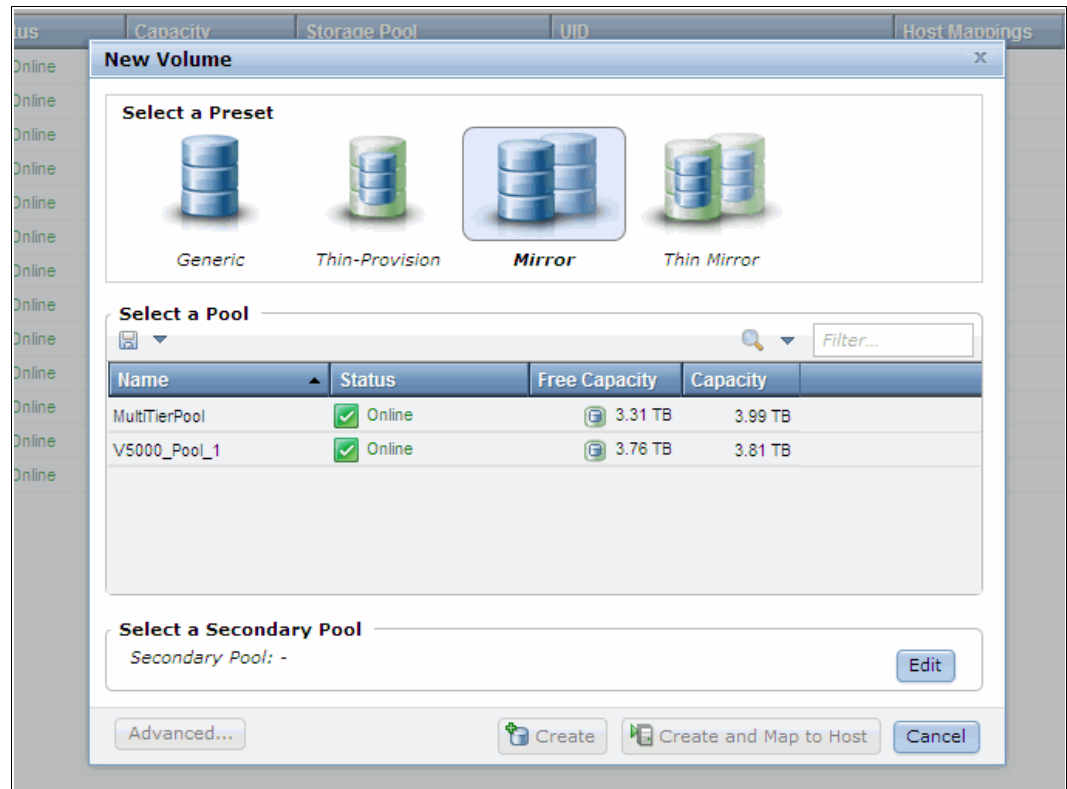 tus Capacity Storage Pool UID Host Mappings
New Volume x
Online
Online
Online
Online
Online
Online
Online
Online
Online
Online
Online
Online
Online
Select a Preset
Generic Thin-Provision Mirror Thin Mirror
Select a Pool
Filter...
Name Status Free Capacity Capacity
MultiTierPool Online 3.31 TB 3.99 TB
V5000_Pool_1 Online 3.76 TB 3.81 TB
Select a Secondary Pool
Secondary Pool: -
Edit
Advanced... Create Create and Map to Host Cancel